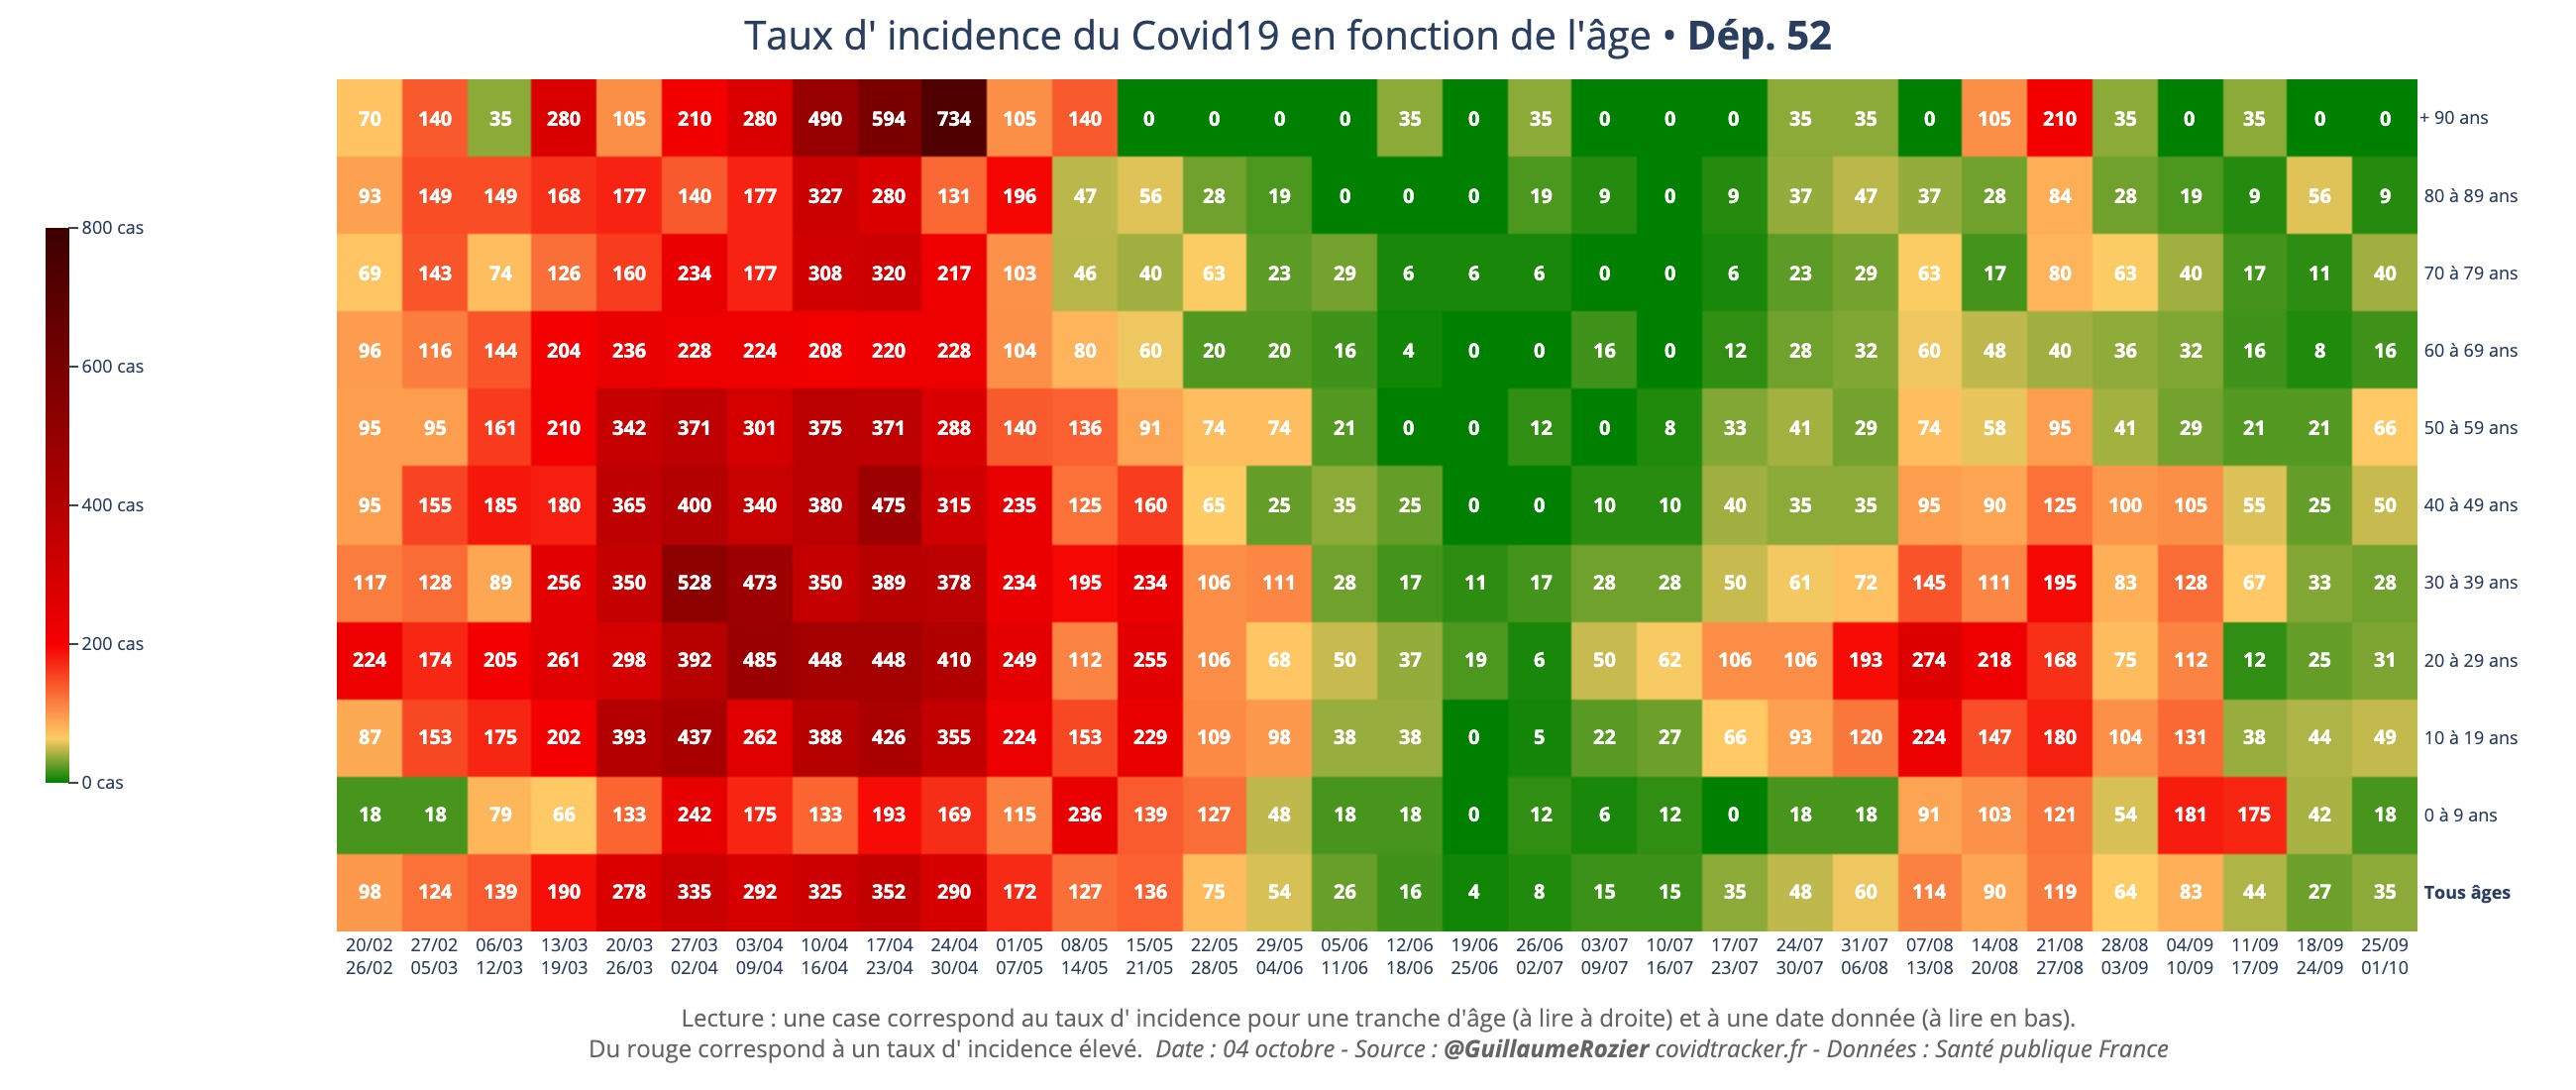 Taux d' incidence du Covid19 en fonction de l'âge • Dép. 52
800 cas
600 cas
400 cas
200 cas
0 cas
70 140 35 280 105 210 280 490 594 734 105 140 0 0 0 0 35 0 35 0 0 0 35 35 0 105 210 35 0 35 0 0 + 90 ans
93 149 149 168 177 140 177 327 280 131 196 47 56 28 19 0 0 0 19 9 0 9 37 47 37 28 84 28 19 9 56 9 80 à 89 ans
69 143 74 126 160 234 177 308 320 217 103 46 40 63 23 29 6 6 6 0 0 6 23 29 63 17 80 63 40 17 11 40 70 à 79 ans
96 116 144 204 236 228 224 208 220 228 104 80 60 20 20 16 4 0 0 16 0 12 28 32 60 48 40 36 32 16 8 16 60 à 69 ans
95 95 161 210 342 371 301 375 371 288 140 136 91 74 74 21 0 0 12 0 8 33 41 29 74 58 95 41 29 21 21 66 50 à 59 ans
95 155 185 180 365 400 340 380 475 315 235 125 160 65 25 35 25 0 0 10 10 40 35 35 95 90 125 100 105 55 25 50 40 à 49 ans
117 128 89 256 350 528 473 350 389 378 234 195 234 106 111 28 17 11 17 28 28 50 61 72 145 111 195 83 128 67 33 28 30 à 39 ans
224 174 205 261 298 392 485 448 448 410 249 112 255 106 68 50 37 19 6 50 62 106 106 193 274 218 168 75 112 12 25 31 20 à 29 ans
87 153 175 202 393 437 262 388 426 355 224 153 229 109 98 38 38 0 5 22 27 66 93 120 224 147 180 104 131 38 44 49 10 à 19 ans
18 18 79 66 133 242 175 133 193 169 115 236 139 127 48 18 18 0 12 6 12 0 18 18 91 103 121 54 181 175 42 18 0 à 9 ans
98 124 139 190 278 335 292 325 352 290 172 127 136 75 54 26 16 4 8 15 15 35 48 60 114 90 119 64 83 44 27 35 Tous âges
20/02 27/02 06/03 13/03 20/03 27/03 03/04 10/04 17/04 24/04 01/05 08/05 15/05 22/05 29/05 05/06 12/06 19/06 26/06 03/07 10/07 17/07 24/07 31/07 07/08 14/08 21/08 28/08 04/09 11/09 18/09 25/09
26/02 05/03 12/03 19/03 26/03 02/04 09/04 16/04 23/04 30/04 07/05 14/05 21/05 28/05 04/06 11/06 18/06 25/06 02/07 09/07 16/07 23/07 30/07 06/08 13/08 20/08 27/08 03/09 10/09 17/09 24/09 01/10
Lecture : une case correspond au taux d' incidence pour une tranche d'âge (à lire à droite) et à une date donnée (à lire en bas).
Du rouge correspond à un taux d' incidence élevé. Date : 04 octobre - Source : @GuillaumeRozier covidtracker.fr - Données : Santé publique France